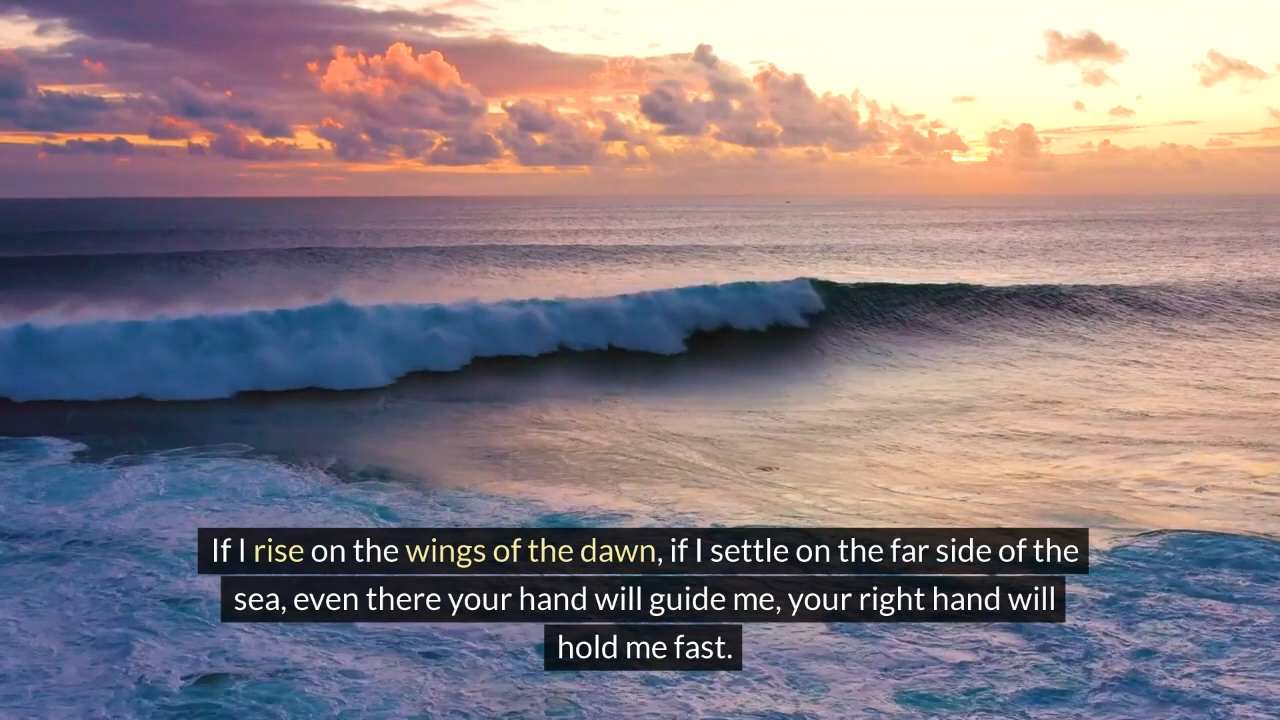 If I rise on the wings of the dawn, if I settle on the far side of the
sea, even there your hand will guide me, your right hand will
hold me fast.